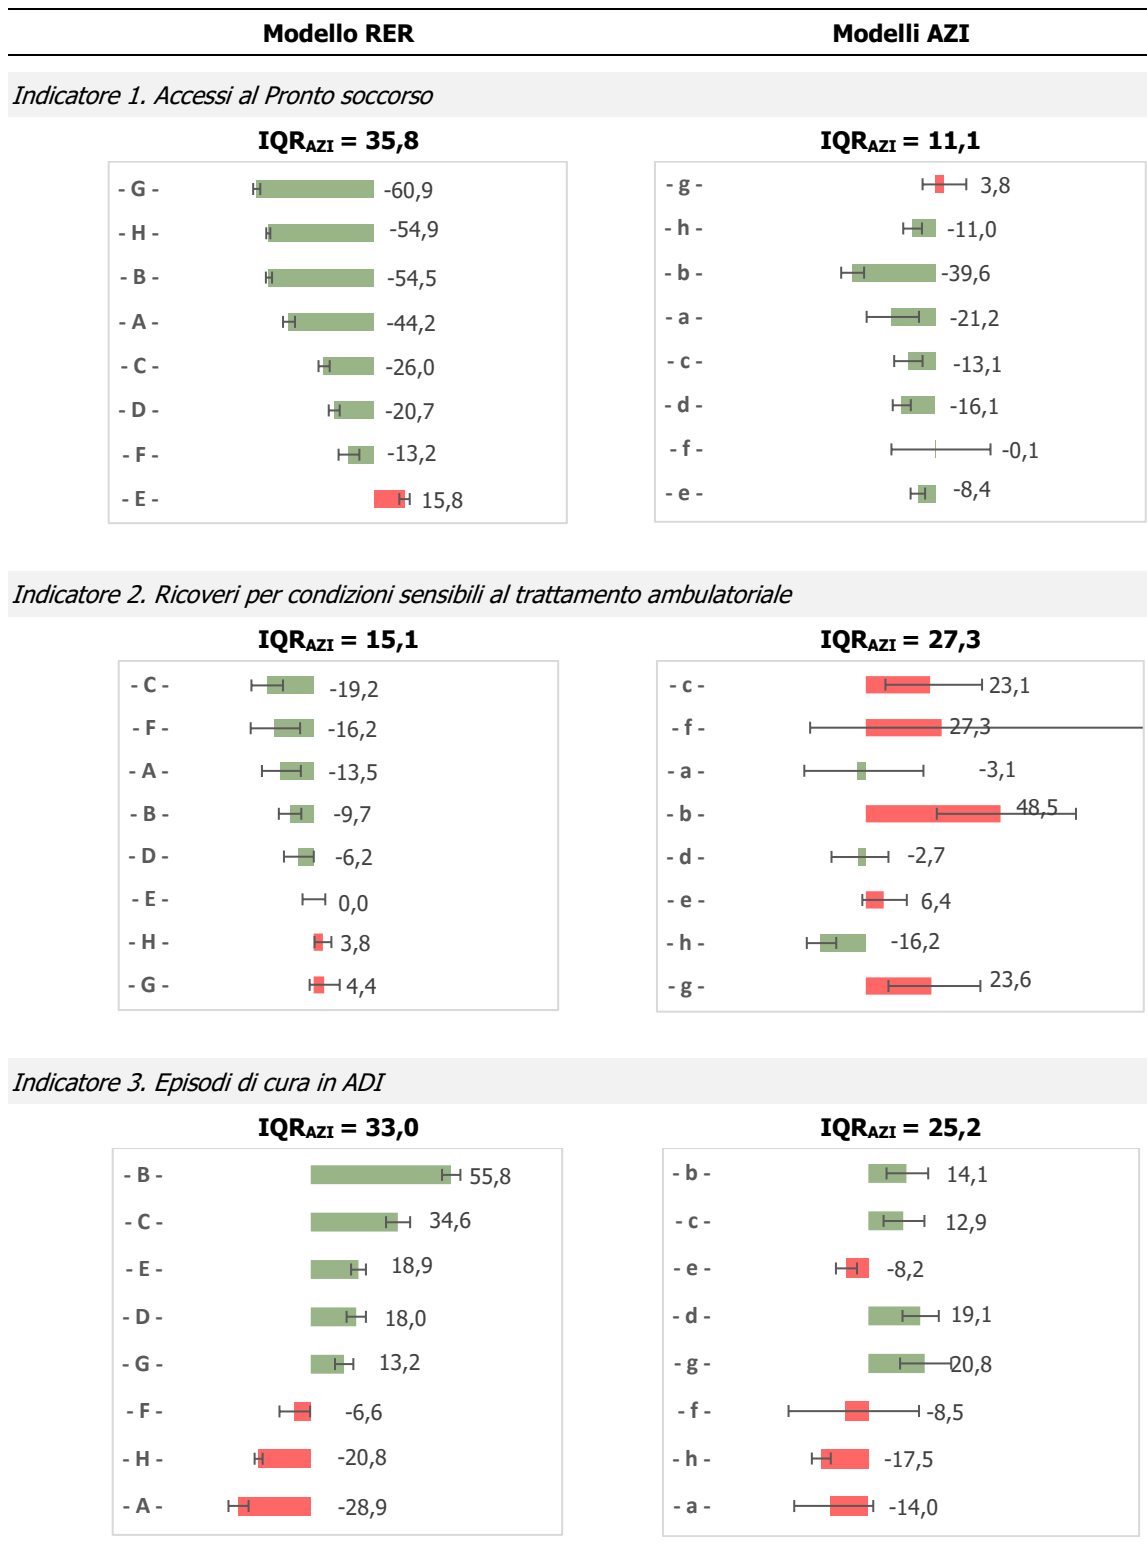 Modello RER Modelli AZI
Indicatore 1. Accessi al Pronto soccorso
IQRAZI = 35,8 IQRAZI = 11,1
- G - -60,9 - g - 3,8
- H - -54,9 - h - -11,0
- B - -54,5 - b - -39,6
- A - -44,2 - a - -21,2
- C - -26,0 - c - -13,1
- D - -20,7 - d - -16,1
- F - -13,2 - f - -0,1
- E - 15,8 - e - -8,4
Indicatore 2. Ricoveri per condizioni sensibili al trattamento ambulatoriale
IQRAZI = 15,1 IQRAZI = 27,3
- C - -19,2 - c - 23,1
- F - -16,2 - f - 27,3
- A - -13,5 - a - -3,1
- B - -9,7 - b - 48,5
- D - -6,2 - d - -2,7
- E - 0,0 - e - 6,4
- H - 3,8 - h - -16,2
- G - 4,4 - g - 23,6
Indicatore 3. Episodi di cura in ADI
IQRAZI = 33,0 IQRAZI = 25,2
- B - 55,8 - b - 14,1
- C - 34,6 - c - 12,9
- E - 18,9 - e - -8,2
- D - 18,0 - d - 19,1
- G - 13,2 - g - 20,8
- F - -6,6 - f - -8,5
- H - -20,8 - h - -17,5
- A - -28,9 - a - -14,0